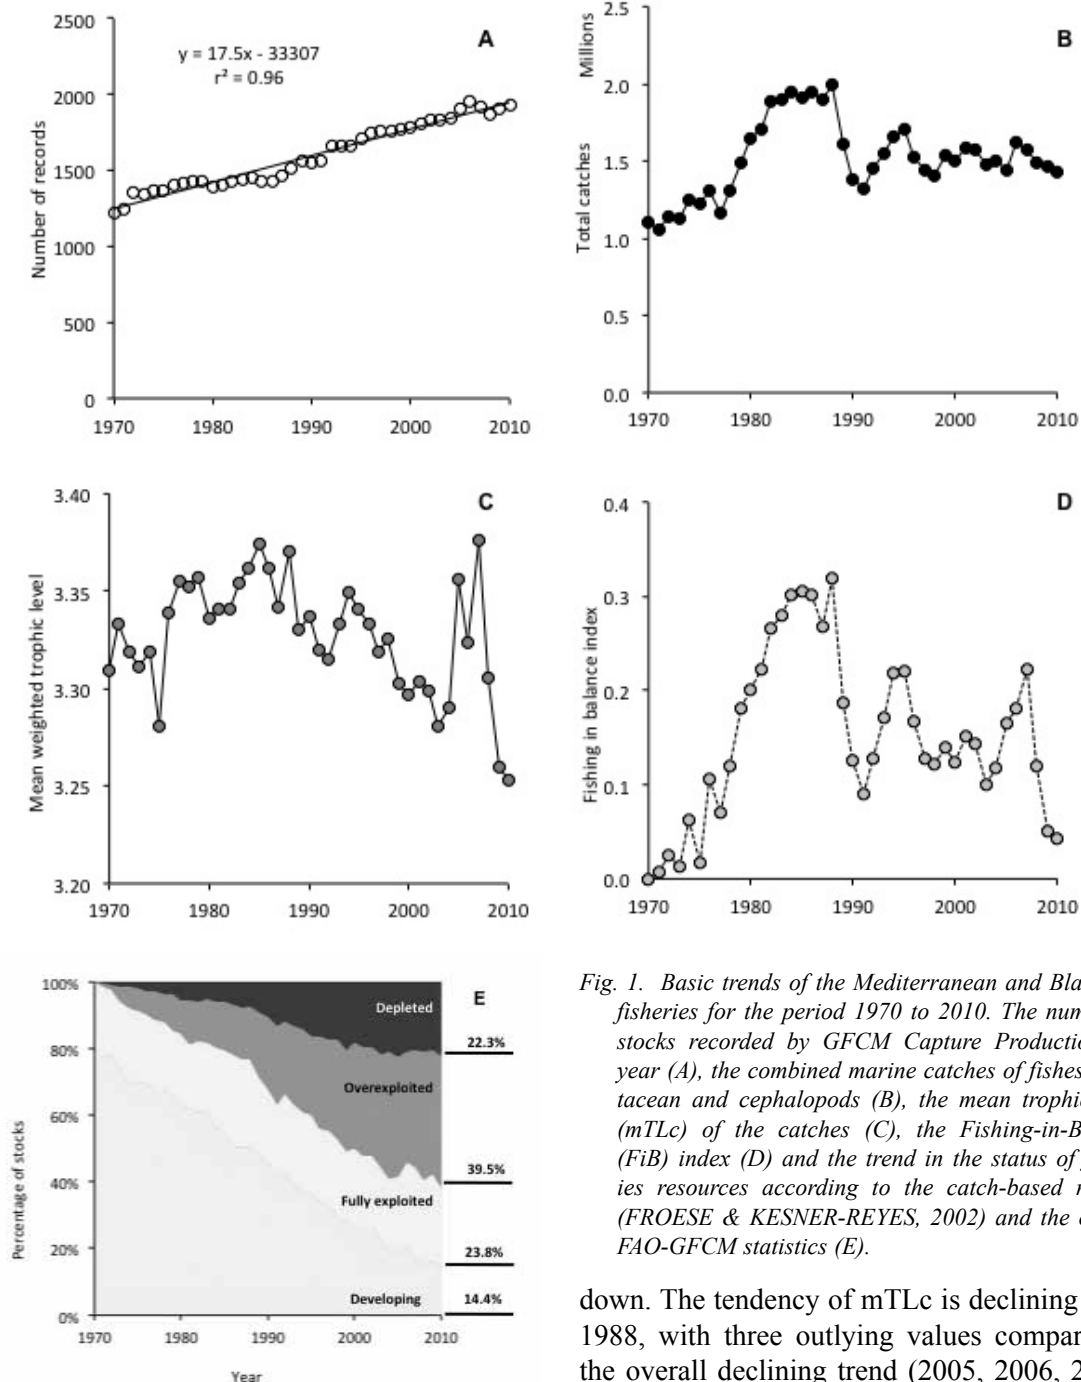 2500
2000
1500
1000
500
0
Number of records
A
y = 17.5x - 33307
r² = 0.96
1970 1980 1990 2000 2010
2.5
2.0
1.5
1.0
0.5
0.0
Millions
Total catches
B
1970 1980 1990 2000 2010
3.40
3.35
3.30
3.25
3.20
Mean weighted trophic level
C
1970 1980 1990 2000 2010
0.4
0.3
0.2
0.1
0.0
Fishing in balance index
D
1970 1980 1990 2000 2010
100%
80%
60%
40%
20%
0%
Percentage of stocks
E
Depleted
22.3%
Overexploited
39.5%
Fully exploited
23.8%
Developing 14.4%
1970 1980 1990 2000 2010
Year
Fig. 1. Basic trends of the Mediterranean and Bla
fisheries for the period 1970 to 2010. The num
stocks recorded by GFCM Capture Productio
year (A), the combined marine catches of fishes
tacean and cephalopods (B), the mean trophic
(mTLc) of the catches (C), the Fishing-in-B
(FiB) index (D) and the trend in the status of
ies resources according to the catch-based
(FROESE & KESNER-REYES, 2002) and the
FAO-GFCM statistics (E).
down. The tendency of mTLc is declining
1988, with three outlying values compar
the overall declining trend (2005, 2006, 2